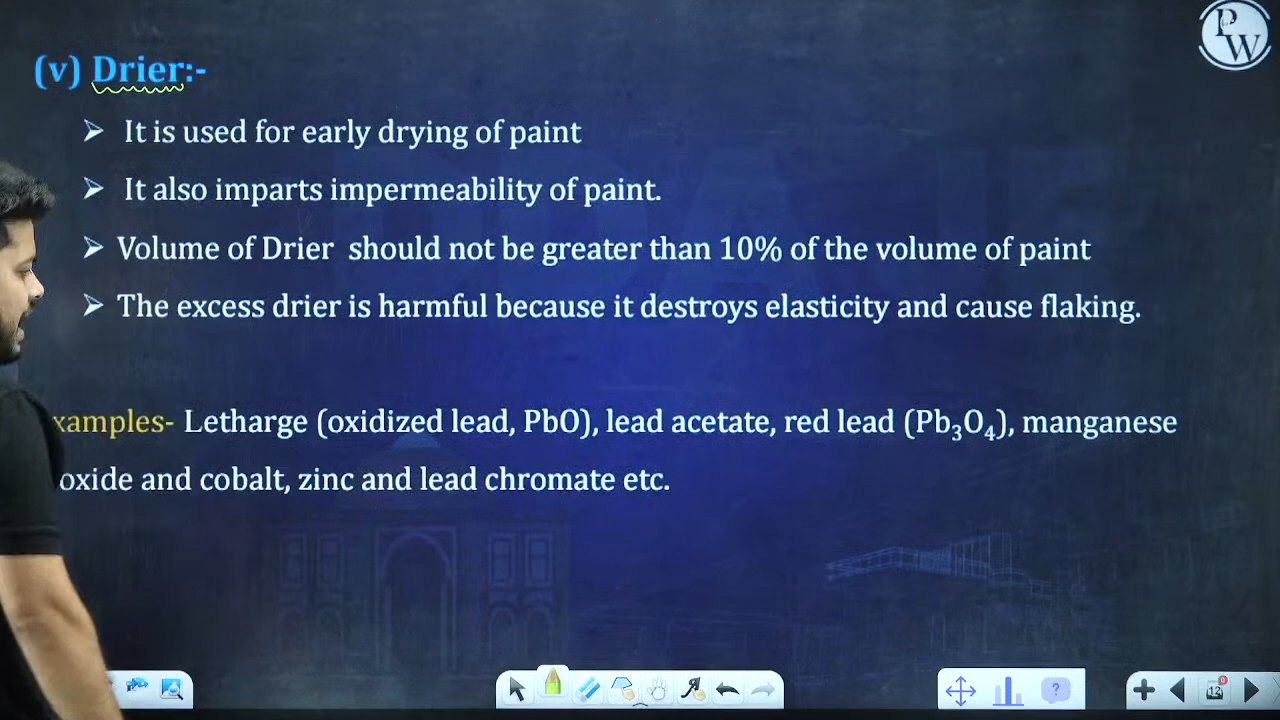 PW
(v) Drier:-
➢ It is used for early drying of paint
➢ It also imparts impermeability of paint.
➢ Volume of Drier should not be greater than 10% of the volume of paint
➢ The excess drier is harmful because it destroys elasticity and cause flaking.
xamples- Letharge (oxidized lead, PbO), lead acetate, red lead (Pb₃O₄), manganese
oxide and cobalt, zinc and lead chromate etc.
12
0